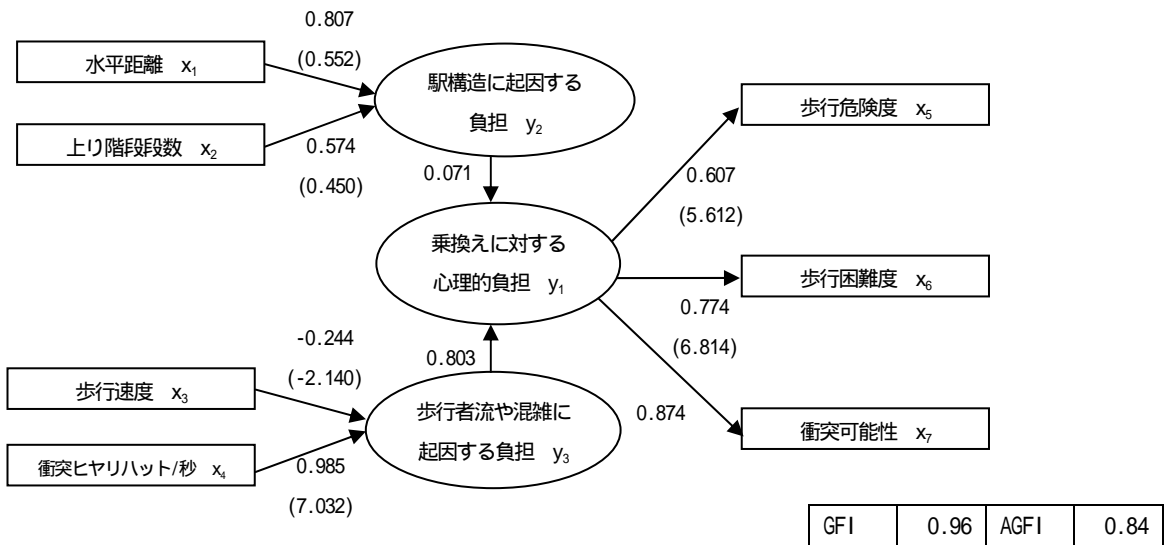 0.807
(0.552)
水平距離 x₁
上り階段段数 x₂
0.574
(0.450)
駅構造に起因する
負担 y₂
0.071
乗換えに対する
心理的負担 y₁
歩行危険度 x₅
0.607
(5.612)
歩行困難度 x₆
0.774
(6.814)
-0.244
(-2.140)
0.803
歩行速度 x₃
衝突ヒヤリハット/秒 x₄
0.985
(7.032)
歩行者流や混雑に
起因する負担 y₃
0.874
衝突可能性 x₇
GFI 0.96 AGFI 0.84